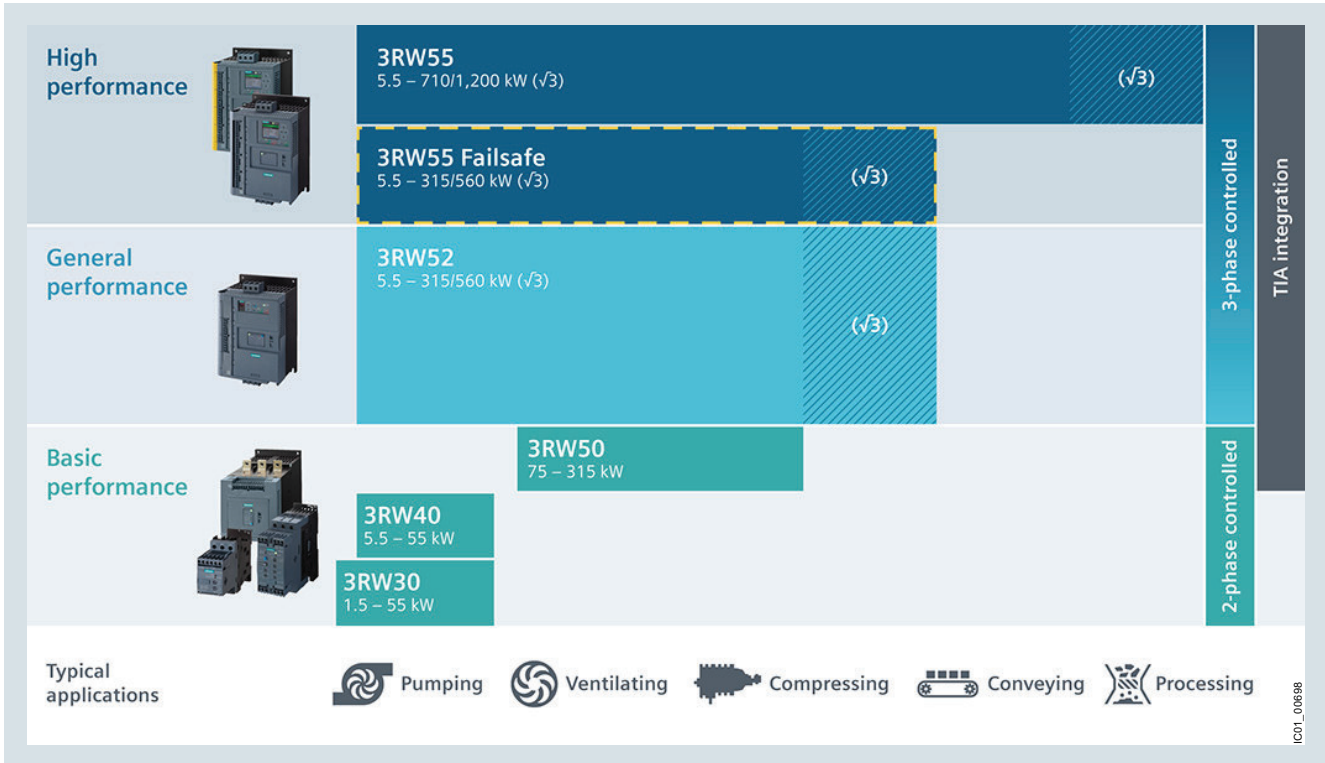 High
performance
3RW55
5.5 – 710/1,200 kW (√3)
(√3)
3RW55 Failsafe
5.5 – 315/560 kW (√3)
(√3)
General
performance
3RW52
5.5 – 315/560 kW (√3)
(√3)
3-phase controlled
TIA integration
Basic
performance
3RW50
75 – 315 kW
3RW40
5.5 – 55 kW
3RW30
1.5 – 55 kW
2-phase controlled
Typical
applications
Pumping
Ventilating
Compressing
Conveying
Processing
IC01_00698